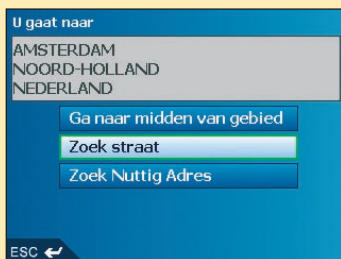 U gaat naar
AMSTERDAM
NOORD-HOLLAND
NEDERLAND
Ga naar midden van gebied
Zoek straat
Zoek Nuttig Adres
ESC